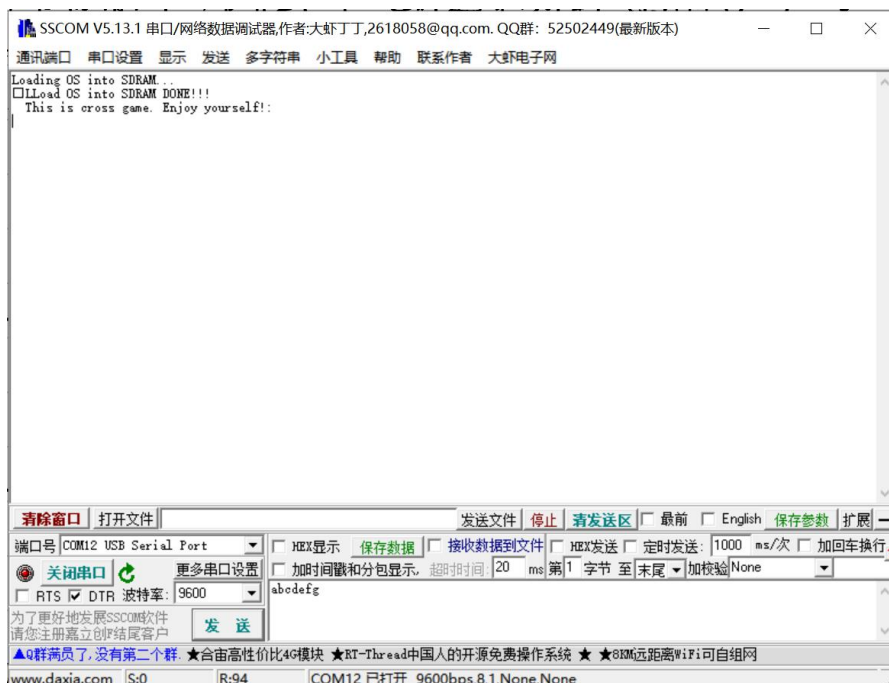 SSCOM V5.13.1 串口/网络数据调试器,作者:大虾丁丁,2618058@qq.com. QQ群: 52502449(最新版本)
通讯端口 串口设置 显示 发送 多字符串 小工具 帮助 联系作者 大虾电子网
Loading OS into SDRAM...
□LLoad OS into SDRAM DONE!!!
This is cross game. Enjoy yourself!:
清除窗口 打开文件 发送文件 停止 清发送区 最前 English 保存参数 扩展 —
端口号 COM12 USB Serial Port HEX显示 保存数据 接收数据到文件 HEX发送 定时发送: 1000 ms/次 加回车换行
关闭串口 更多串口设置 加时间戳和分包显示, 超时时间: 20 ms 第1 字节 至 末尾 加校验 None
RTS DTR 波特率: 9600 abcdefg
为了更好地发展SSCOM软件
请您注册嘉立创F结尾客户 发 送
▲Q群满员了,没有第二个群. ★合宙高性价比4G模块 ★RT-Thread中国人的开源免费操作系统 ★ ★8KM远距离WiFi可自组网
www.daxia.com S:0 R:94 COM12 已打开 9600bps,8,1,None,None